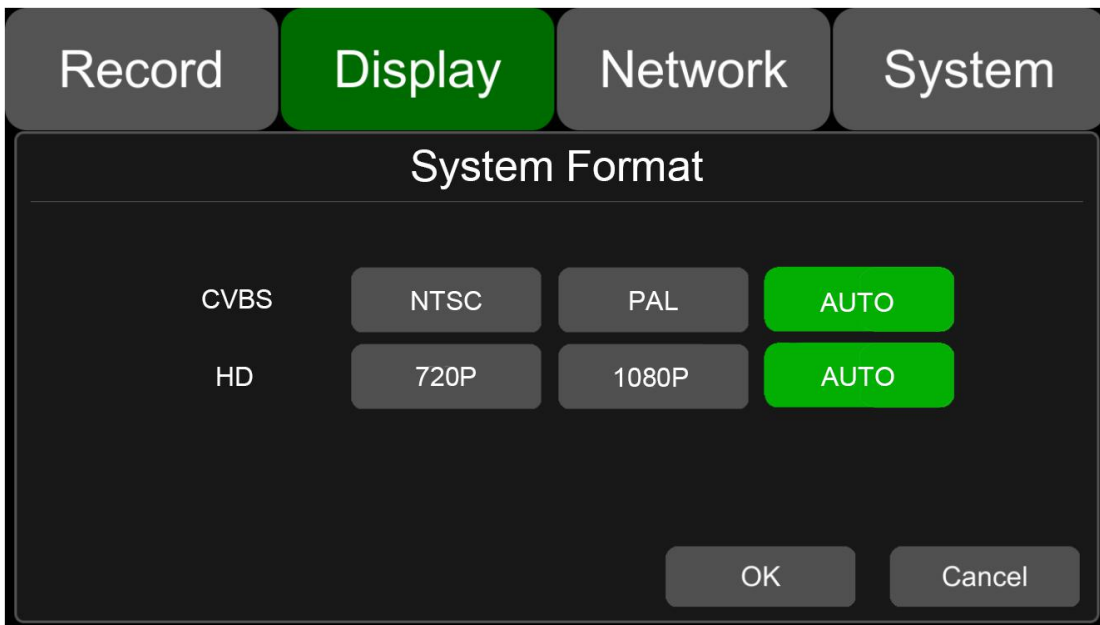 Record Display Network System
System Format
CVBS NTSC PAL AUTO
HD 720P 1080P AUTO
OK Cancel